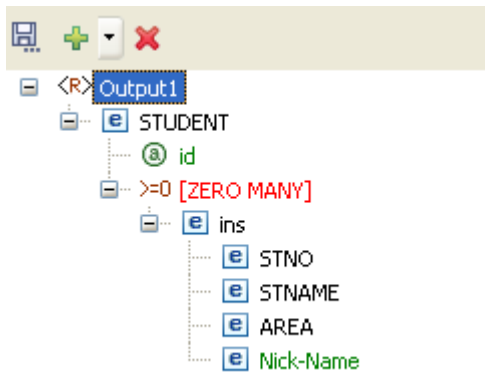 <R> Output1
e STUDENT
a id
>=0 [ZERO MANY]
e ins
e STNO
e STNAME
e AREA
e Nick-Name